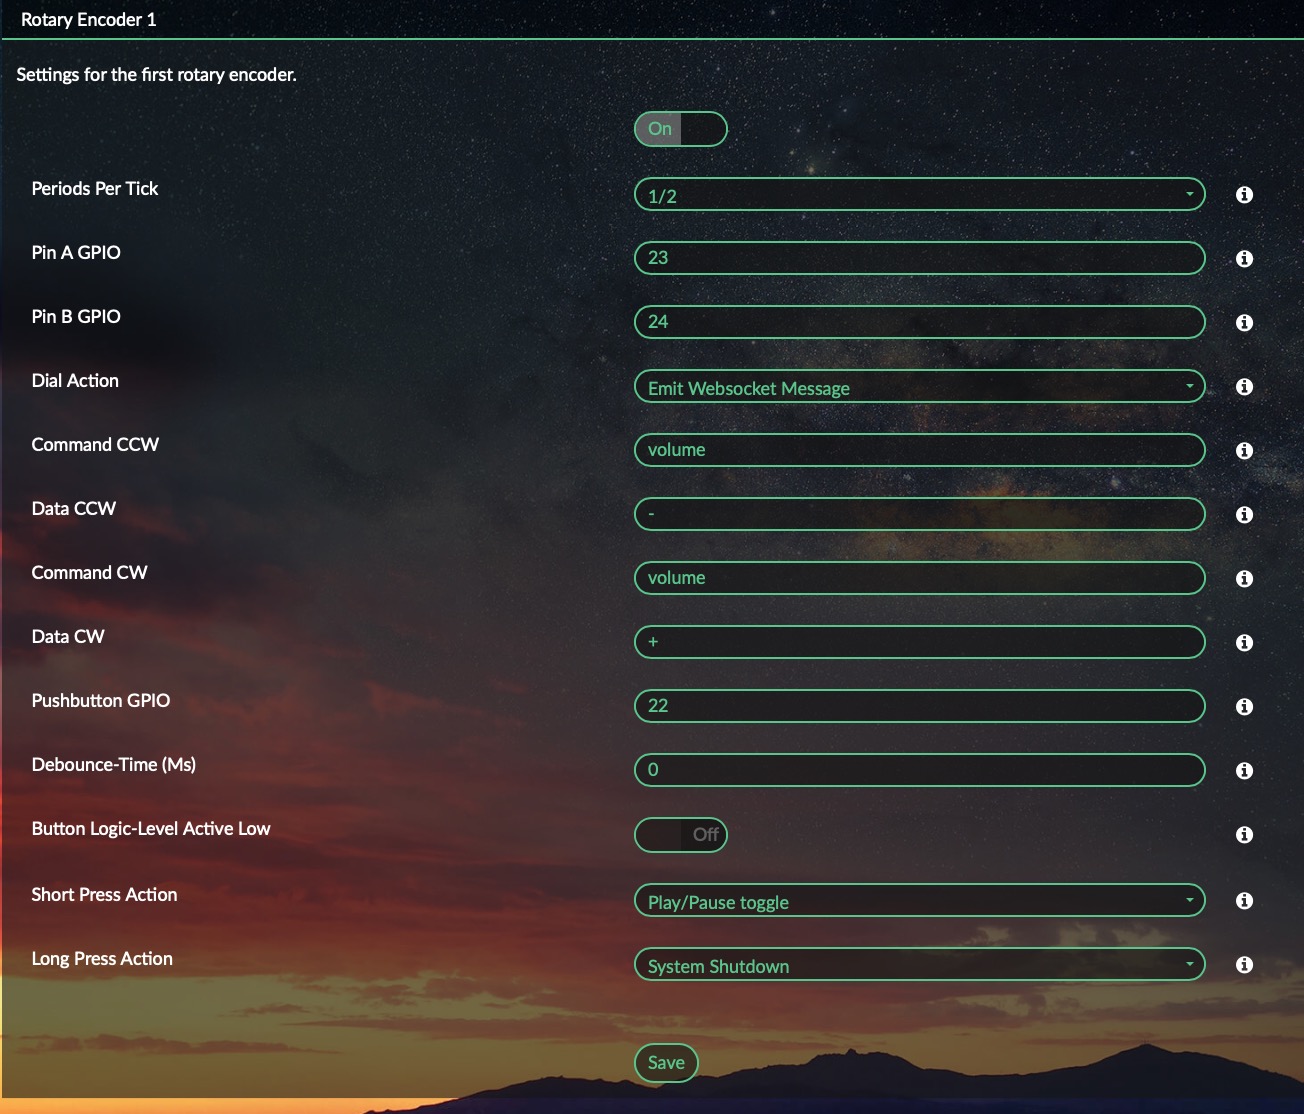 Rotary Encoder 1
Settings for the first rotary encoder.
On
Periods Per Tick
1/2
Pin A GPIO
23
Pin B GPIO
24
Dial Action
Emit Websocket Message
Command CCW
volume
Data CCW
-
Command CW
volume
Data CW
+
Pushbutton GPIO
22
Debounce-Time (Ms)
0
Button Logic-Level Active Low
Off
Short Press Action
Play/Pause toggle
Long Press Action
System Shutdown
Save